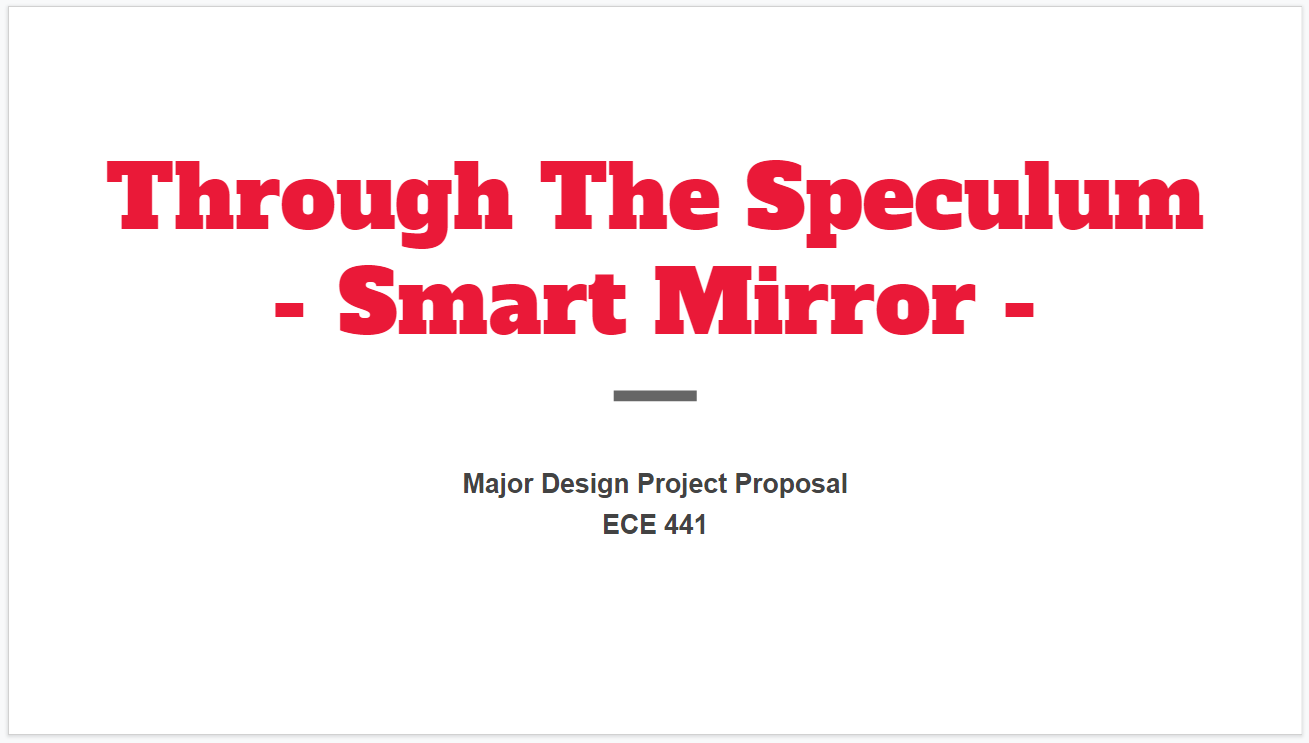 Through The Speculum
- Smart Mirror -
Major Design Project Proposal
ECE 441